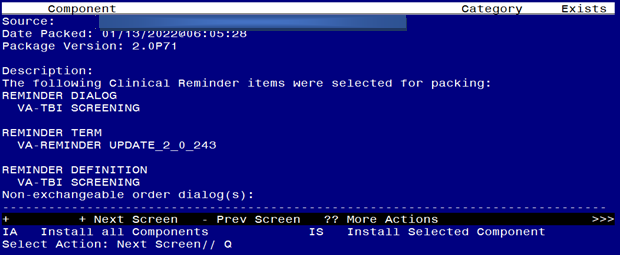 Component Category Exists
Source:
Date Packed: 01/13/2022@06:05:28
Package Version: 2.0P71
Description:
The following Clinical Reminder items were selected for packing:
REMINDER DIALOG
VA-TBI SCREENING
REMINDER TERM
VA-REMINDER UPDATE_2_0_243
REMINDER DEFINITION
VA-TBI SCREENING
Non-exchangeable order dialog(s):
+ + Next Screen - Prev Screen ?? More Actions >>>
IA Install all Components IS Install Selected Component
Select Action: Next Screen// Q